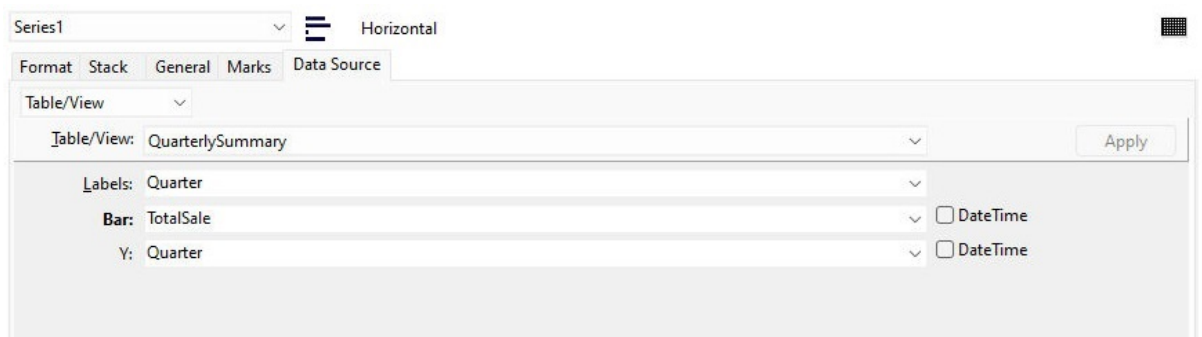 Series1 Horizontal
Format Stack General Marks Data Source
Table/View
Table/View: QuarterlySummary Apply
Labels: Quarter
Bar: TotalSale DateTime
Y: Quarter DateTime